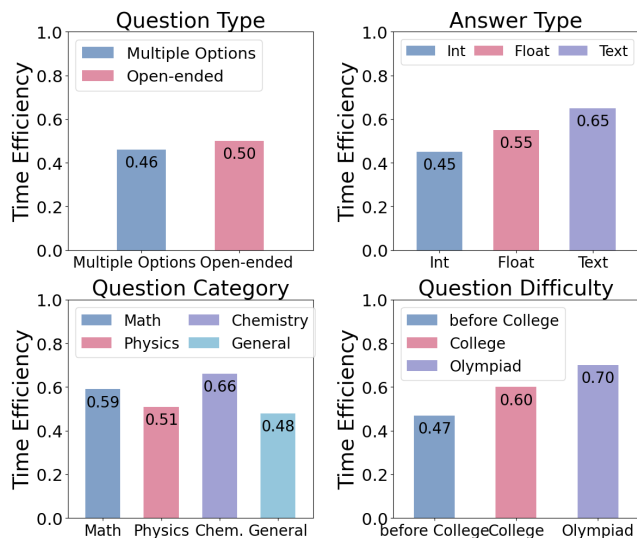 Question Type
Time Efficiency
1.0
0.8
0.6
0.4
0.2
0.0
Multiple Options
Open-ended
0.46
0.50
Multiple Options Open-ended
Answer Type
Time Efficiency
1.0
0.8
0.6
0.4
0.2
0.0
Int Float Text
0.45
0.55
0.65
Int Float Text
Question Category
Time Efficiency
1.0
0.8
0.6
0.4
0.2
0.0
Math Chemistry
Physics General
0.59
0.51
0.66
0.48
Math Physics Chem. General
Question Difficulty
Time Efficiency
1.0
0.8
0.6
0.4
0.2
0.0
before College
College
Olympiad
0.47
0.60
0.70
before College College Olympiad